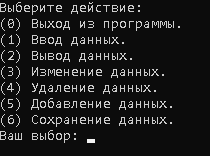 Выберите действие:
(0) Выход из программы.
(1) Ввод данных.
(2) Вывод данных.
(3) Изменение данных.
(4) Удаление данных.
(5) Добавление данных.
(6) Сохранение данных.
Ваш выбор: